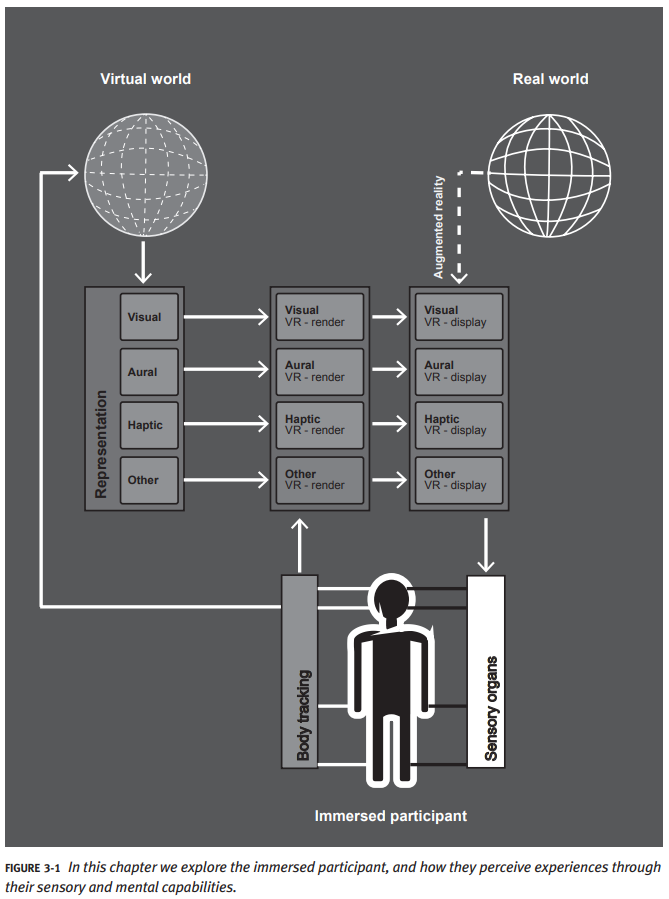 Virtual world
Real world
Augmented reality
Representation
Visual
Aural
Haptic
Other
Visual
VR - render
Aural
VR - render
Haptic
VR - render
Other
VR - render
Visual
VR - display
Aural
VR - display
Haptic
VR - display
Other
VR - display
Body tracking
Sensory organs
Immersed participant
FIGURE 3-1 In this chapter we explore the immersed participant, and how they perceive experiences through
their sensory and mental capabilities.